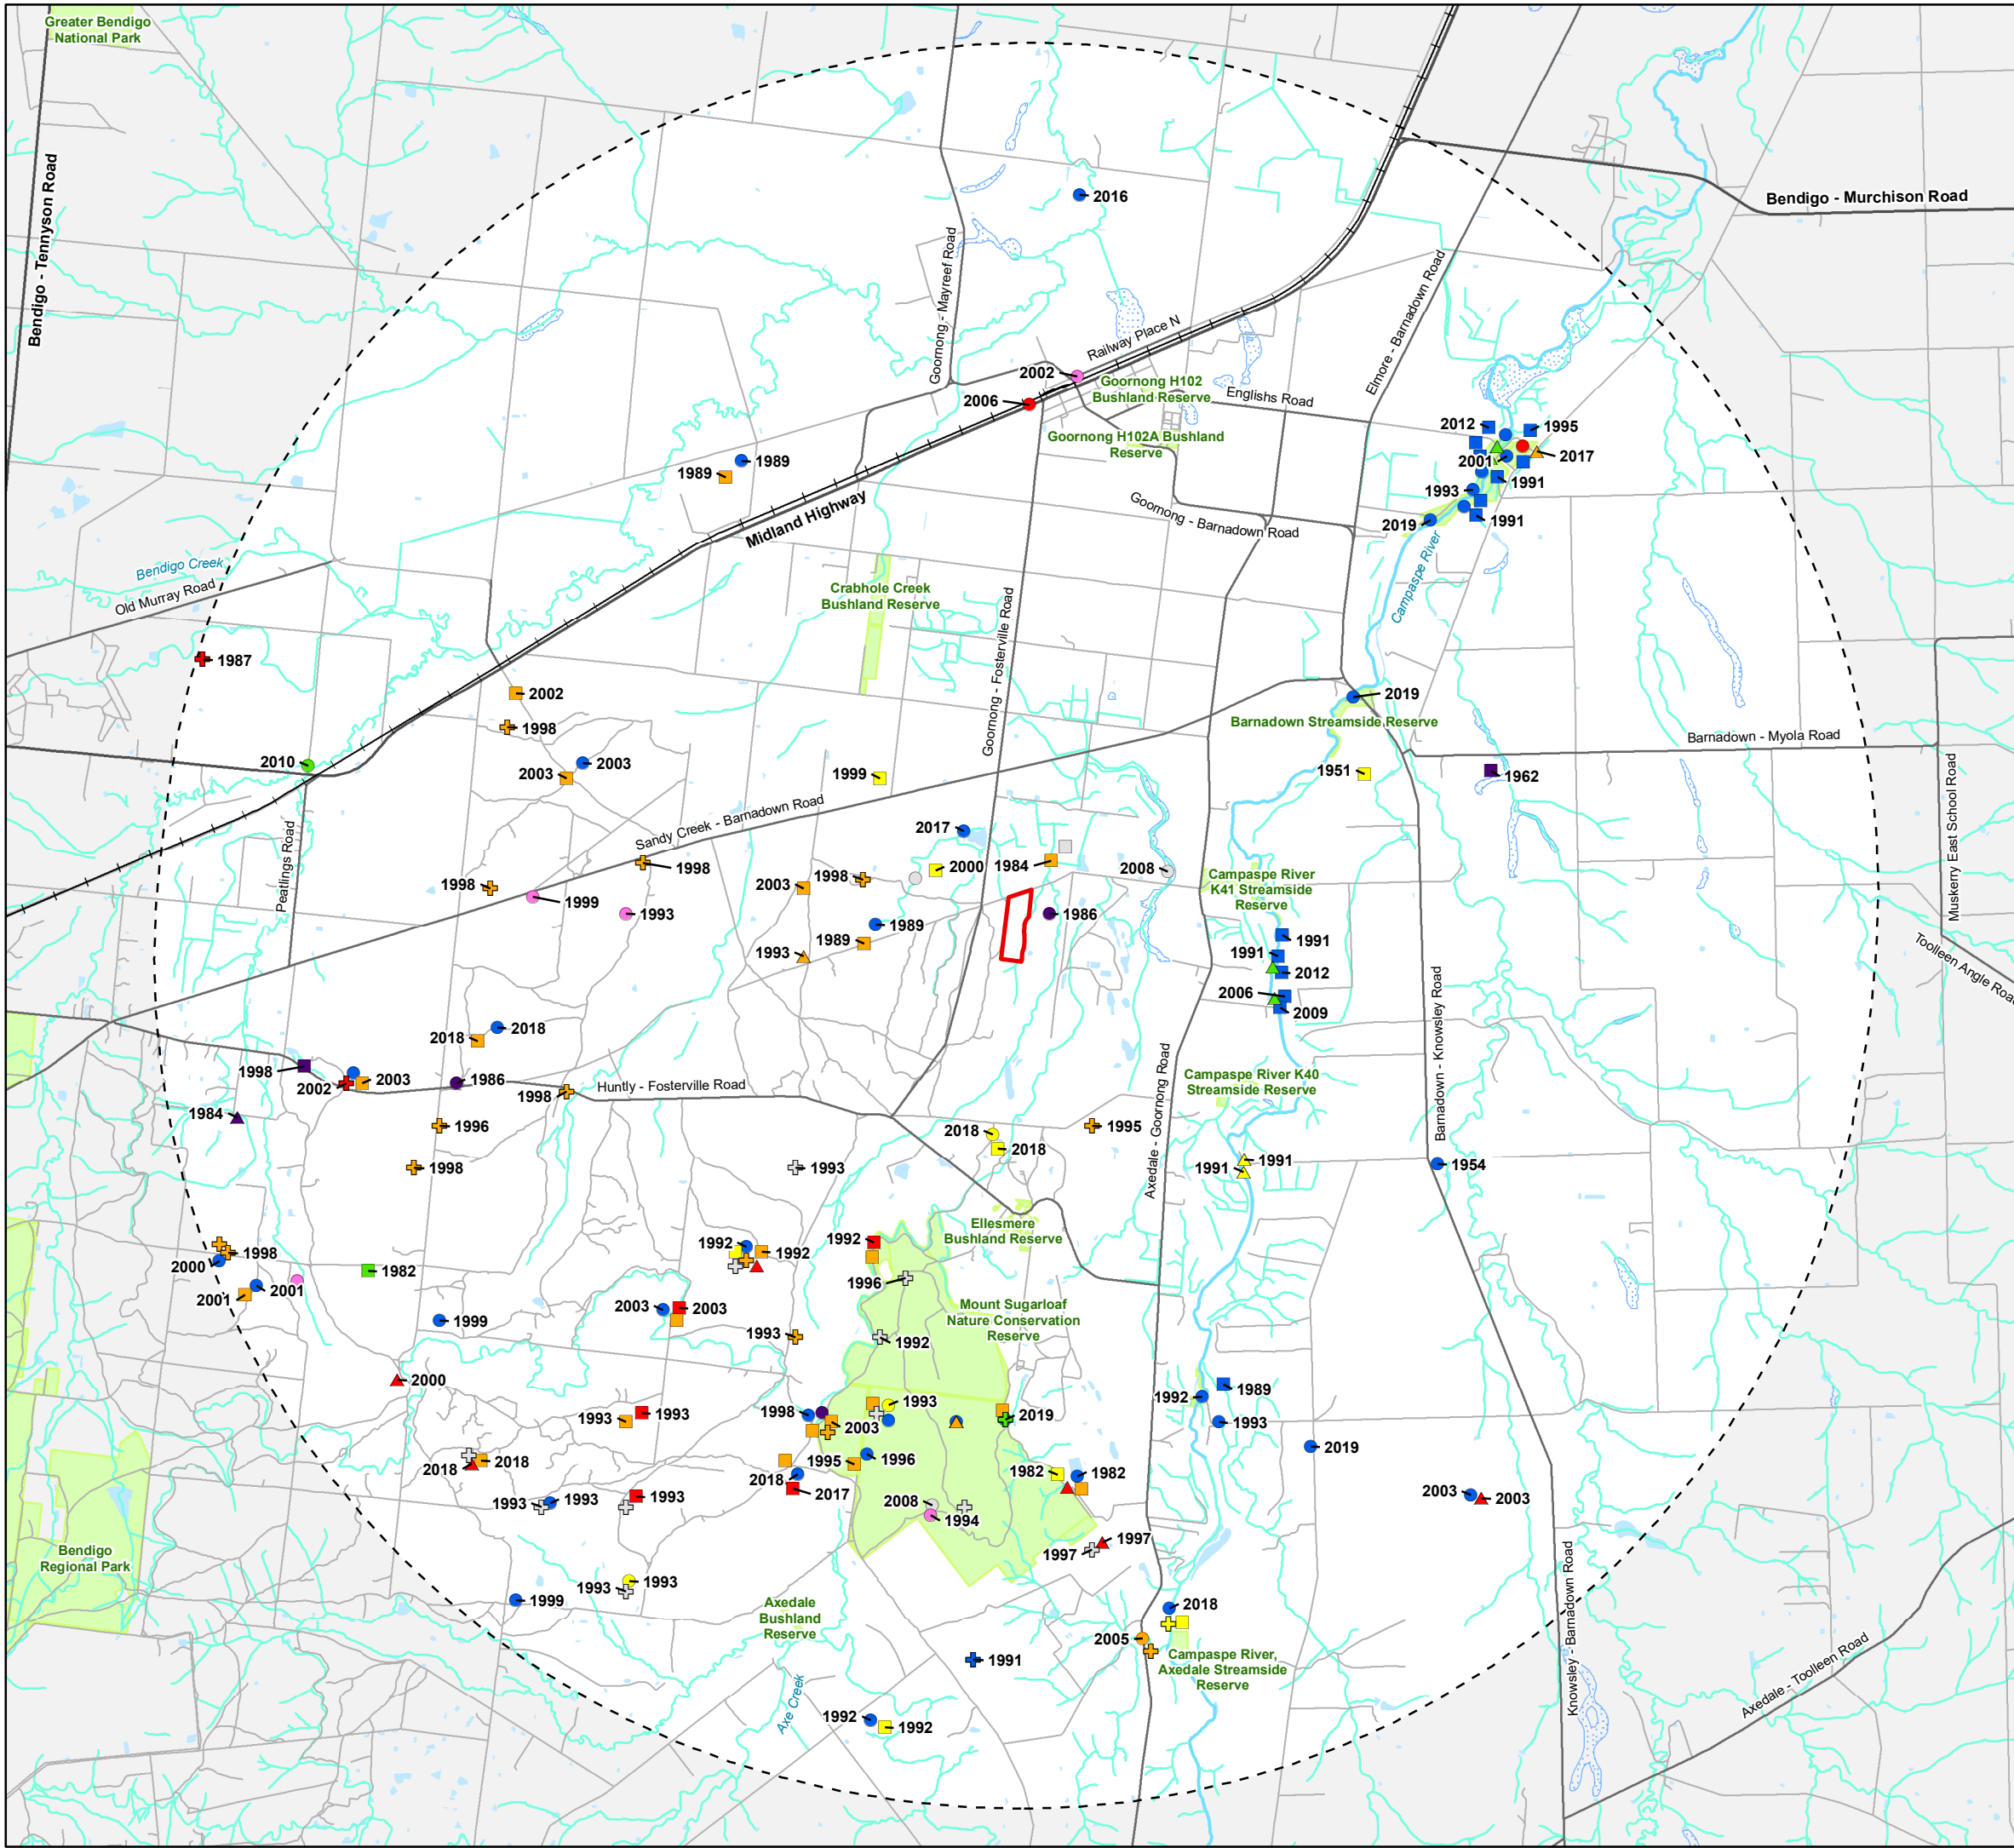 Greater Bendigo
National Park
Bendigo - Tennyson Road
Bendigo - Murchison Road
2016
Goornong - Mayreef Road
Railway Place N
Elmore - Barnadown Road
2002
Goornong H102
Bushland Reserve
2006
Englishs Road
Goornong H102A Bushland
Reserve
2012
1995
2001
2017
1989
1989
1991
1993
1991
2019
Midland Highway
Goornong - Barnadown Road
Campaspe River
Bendigo Creek
Old Murray Road
Crabhole Creek
Bushland Reserve
Goornong - Fosterville Road
1987
2002
1998
2019
Barnadown Streamside Reserve
Barnadown - Myola Road
2010
2003
2003
1999
1951
1962
Muskerry East School Road
Sandy Creek - Barnadown Road
Peatlings Road
2017
1998
1998
1999
1993
2003
1998
2000
1984
2008
Campaspe River
K41 Streamside
Reserve
1989
1989
1993
1986
1991
1991
2012
2006
2009
Toolleen Angle Road
Barnadown - Knowsley Road
2018
2018
1998
2002
2003
1986
1998
Huntly - Fosterville Road
Axedale - Goornong Road
Campaspe River K40
Streamside Reserve
1984
1996
1998
1993
2018
2018
1995
1991
1991
1954
Ellesmere
Bushland Reserve
1998
2000
2001
2001
1982
1999
1992
1992
1992
1996
2003
2003
1993
1992
Mount Sugarloaf
Nature Conservation
Reserve
2000
1993
1993
1998
2003
1993
2019
1992
1989
1993
2019
2018
2018
1995
1996
2018
2017
1982
1982
1993
1993
1993
2008
1994
2003
2003
1997
1997
Bendigo
Regional Park
1993
1993
1999
Axedale
Bushland
Reserve
2018
2005
Campaspe River,
Axedale Streamside
Reserve
1991
Axe Creek
1992
1992
Knowsley - Barnadown Road
Axedale - Toolleen Road